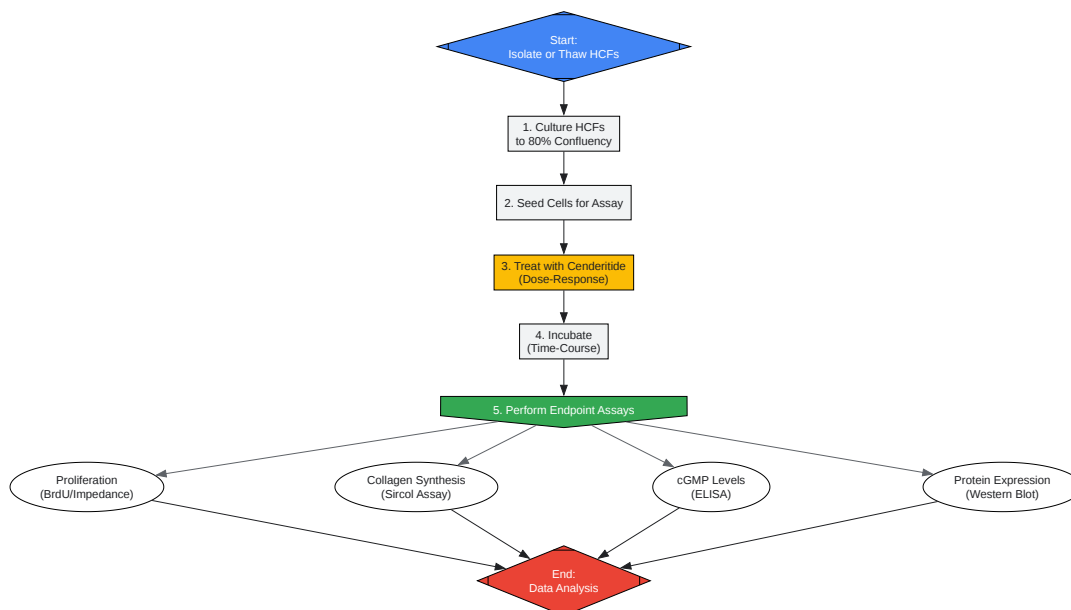 Start:
Isolate or Thaw HCFs
1. Culture HCFs
to 80% Confluency
2. Seed Cells for Assay
3. Treat with Cenderitide
(Dose-Response)
4. Incubate
(Time-Course)
5. Perform Endpoint Assays
Proliferation
(BrdU/Impedance)
Collagen Synthesis
(Sircol Assay)
cGMP Levels
(ELISA)
Protein Expression
(Western Blot)
End:
Data Analysis